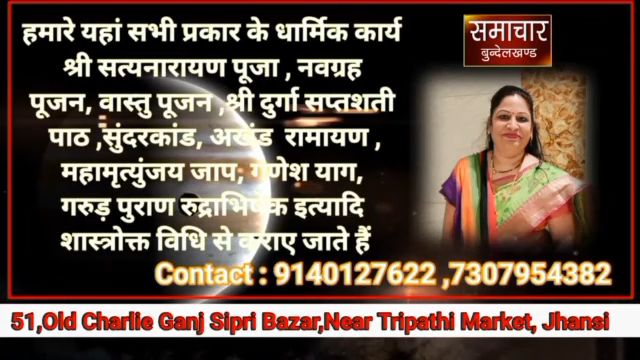 हमारे यहां सभी प्रकार के धार्मिक कार्य
श्री सत्यनारायण पूजा , नवग्रह
पूजन, वास्तु पूजन ,श्री दुर्गा सप्तशती
पाठ ,सुंदरकांड, अखंड रामायण ,
महामृत्युंजय जाप, गणेश याग,
गरुड़ पुराण रुद्राभिषेक इत्यादि
शास्त्रोक्त विधि से कराए जाते हैं
समाचार
बुन्देलखण्ड
Contact : 9140127622 ,7307954382
51,Old Charlie Ganj Sipri Bazar,Near Tripathi Market, Jhansi